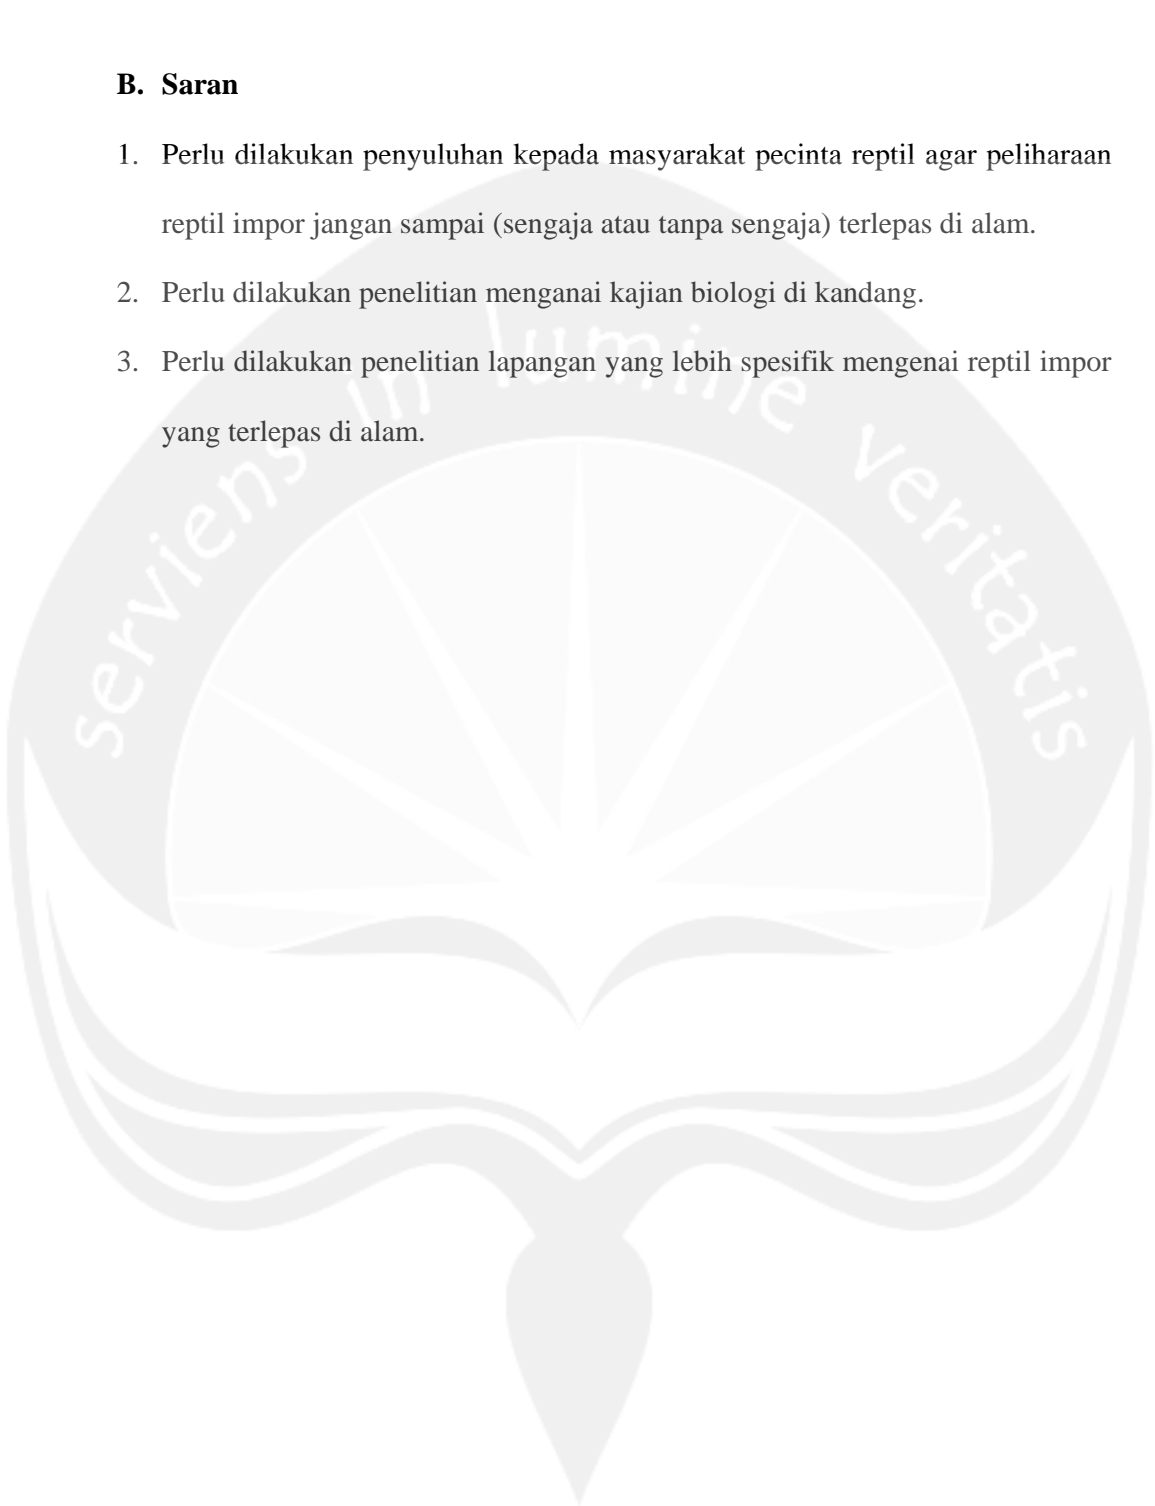 B. Saran
1. Perlu dilakukan penyuluhan kepada masyarakat pecinta reptil agar peliharaan
reptil impor jangan sampai (sengaja atau tanpa sengaja) terlepas di alam.
2. Perlu dilakukan penelitian menganai kajian biologi di kandang.
3. Perlu dilakukan penelitian lapangan yang lebih spesifik mengenai reptil impor
yang terlepas di alam.
serviens in lumine veritatis